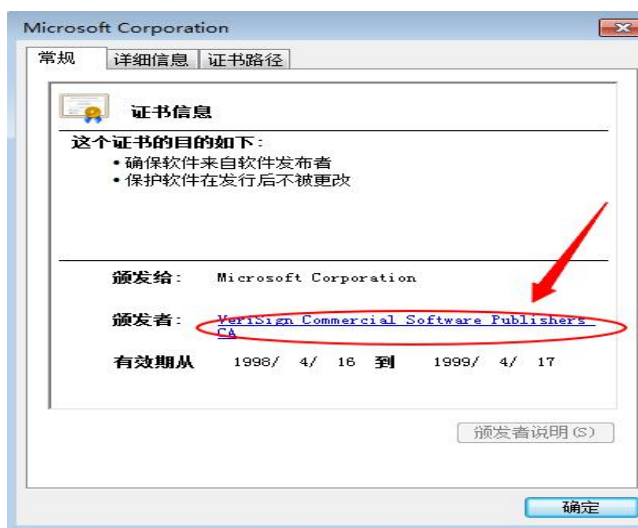 Microsoft Corporation
常规 详细信息 证书路径
证书信息
这个证书的目的如下:
•确保软件来自软件发布者
•保护软件在发行后不被更改
颁发给: Microsoft Corporation
颁发者: VeriSign Commercial Software Publishers
CA
有效期从 1998/ 4/ 16 到 1999/ 4/ 17
颁发者说明(S)
确定